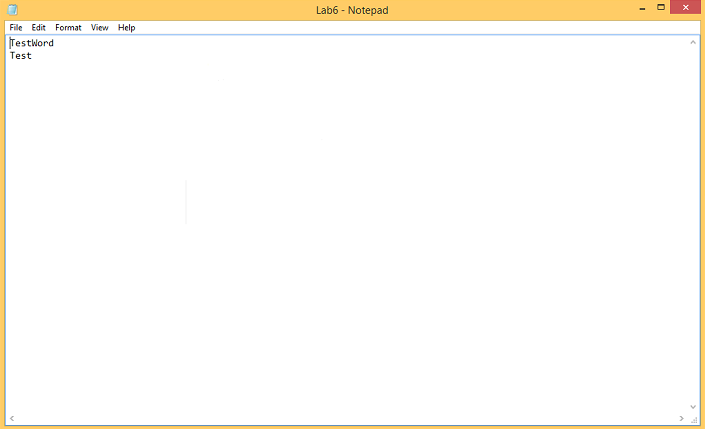 Lab6 - Notepad
File Edit Format View Help
TestWord
Test